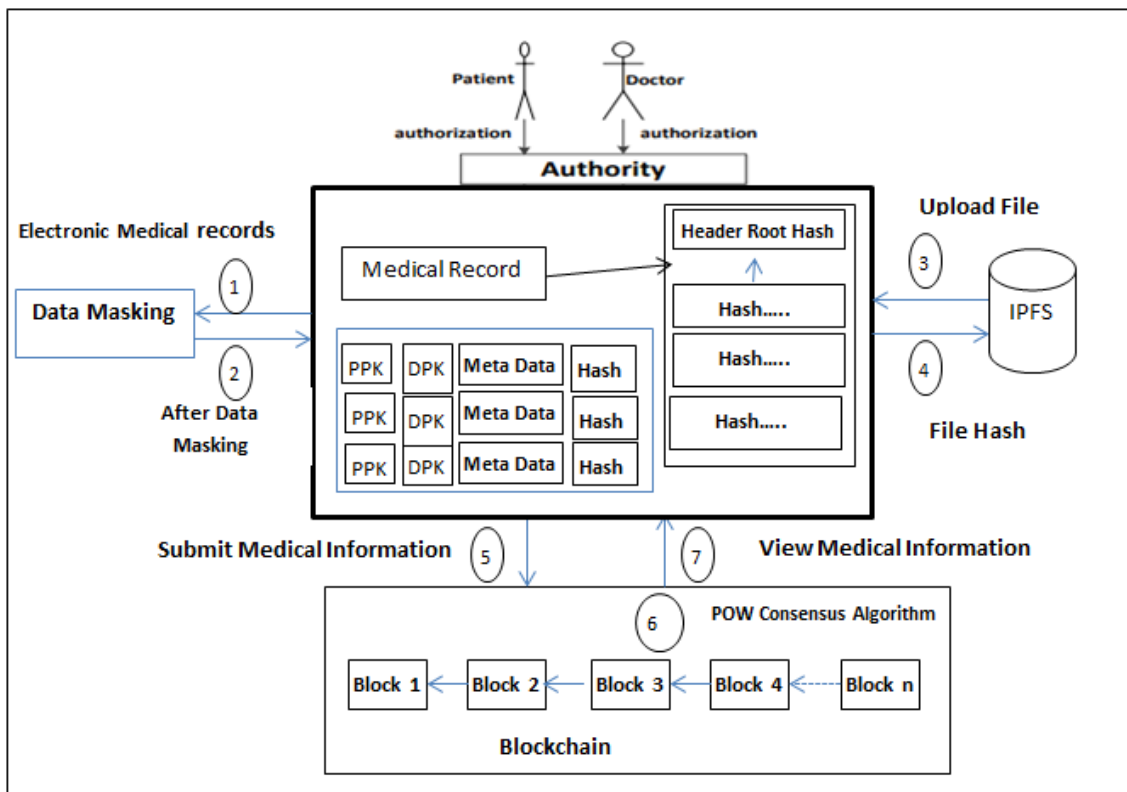 Patient
Doctor
authorization
authorization
Authority
Electronic Medical records
1
Data Masking
2
After Data
Masking
Medical Record
Header Root Hash
Hash.....
Hash.....
Hash.....
PPK DPK Meta Data Hash
PPK DPK Meta Data Hash
PPK DPK Meta Data Hash
Upload File
3
IPFS
4
File Hash
Submit Medical Information
5
7
View Medical Information
6
POW Consensus Algorithm
Block 1
Block 2
Block 3
Block 4
Block n
Blockchain